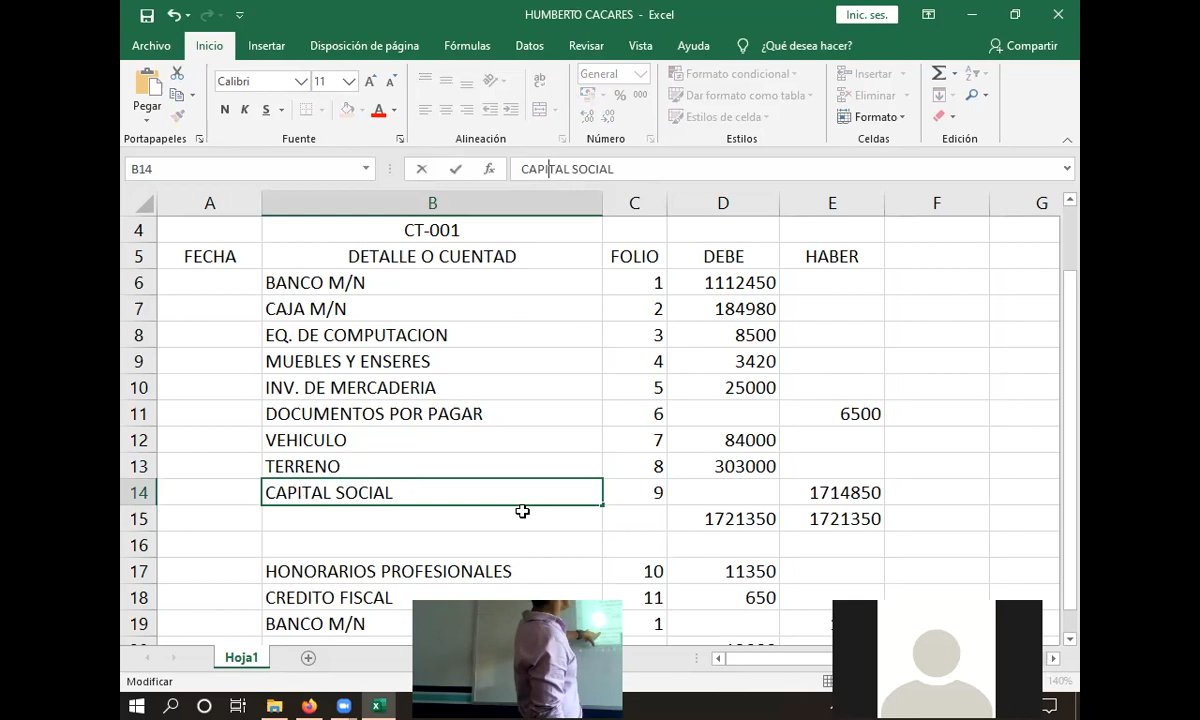 HUMBERTO CACARES - Excel
Inic. ses.
Archivo Inicio Insertar Disposición de página Fórmulas Datos Revisar Vista Ayuda ¿Qué desea hacer? Compartir
Pegar
Calibri 11
N K S
General
% 000
Formato condicional
Dar formato como tabla
Estilos de celda
Insertar
Eliminar
Formato
Portapapeles Fuente Alineación Número Estilos Celdas Edición
B14 fx CAPITAL SOCIAL
A B C D E F G
4 CT-001
5 FECHA DETALLE O CUENTAD FOLIO DEBE HABER
6 BANCO M/N 1 1112450
7 CAJA M/N 2 184980
8 EQ. DE COMPUTACION 3 8500
9 MUEBLES Y ENSERES 4 3420
10 INV. DE MERCADERIA 5 25000
11 DOCUMENTOS POR PAGAR 6 6500
12 VEHICULO 7 84000
13 TERRENO 8 303000
14 CAPITAL SOCIAL 9 1714850
15 1721350 1721350
16
17 HONORARIOS PROFESIONALES 10 11350
18 CREDITO FISCAL 11 650
19 BANCO M/N 1
Hoja1
Modificar 140%